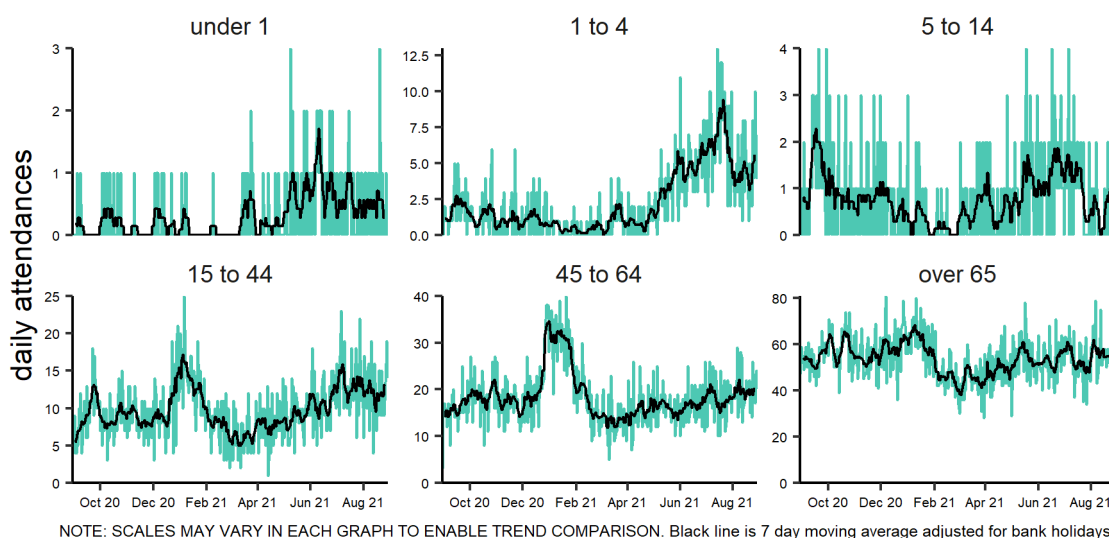 under 1
1 to 4
5 to 14
3
2
1
0
12.5
10.0
7.5
5.0
2.5
0.0
4
3
2
1
0
daily attendances
15 to 44
45 to 64
over 65
25
20
15
10
5
0
40
30
20
10
0
80
60
40
20
0
Oct 20 Dec 20 Feb 21 Apr 21 Jun 21 Aug 21
Oct 20 Dec 20 Feb 21 Apr 21 Jun 21 Aug 21
Oct 20 Dec 20 Feb 21 Apr 21 Jun 21 Aug 21
NOTE: SCALES MAY VARY IN EACH GRAPH TO ENABLE TREND COMPARISON. Black line is 7 day moving average adjusted for bank holidays